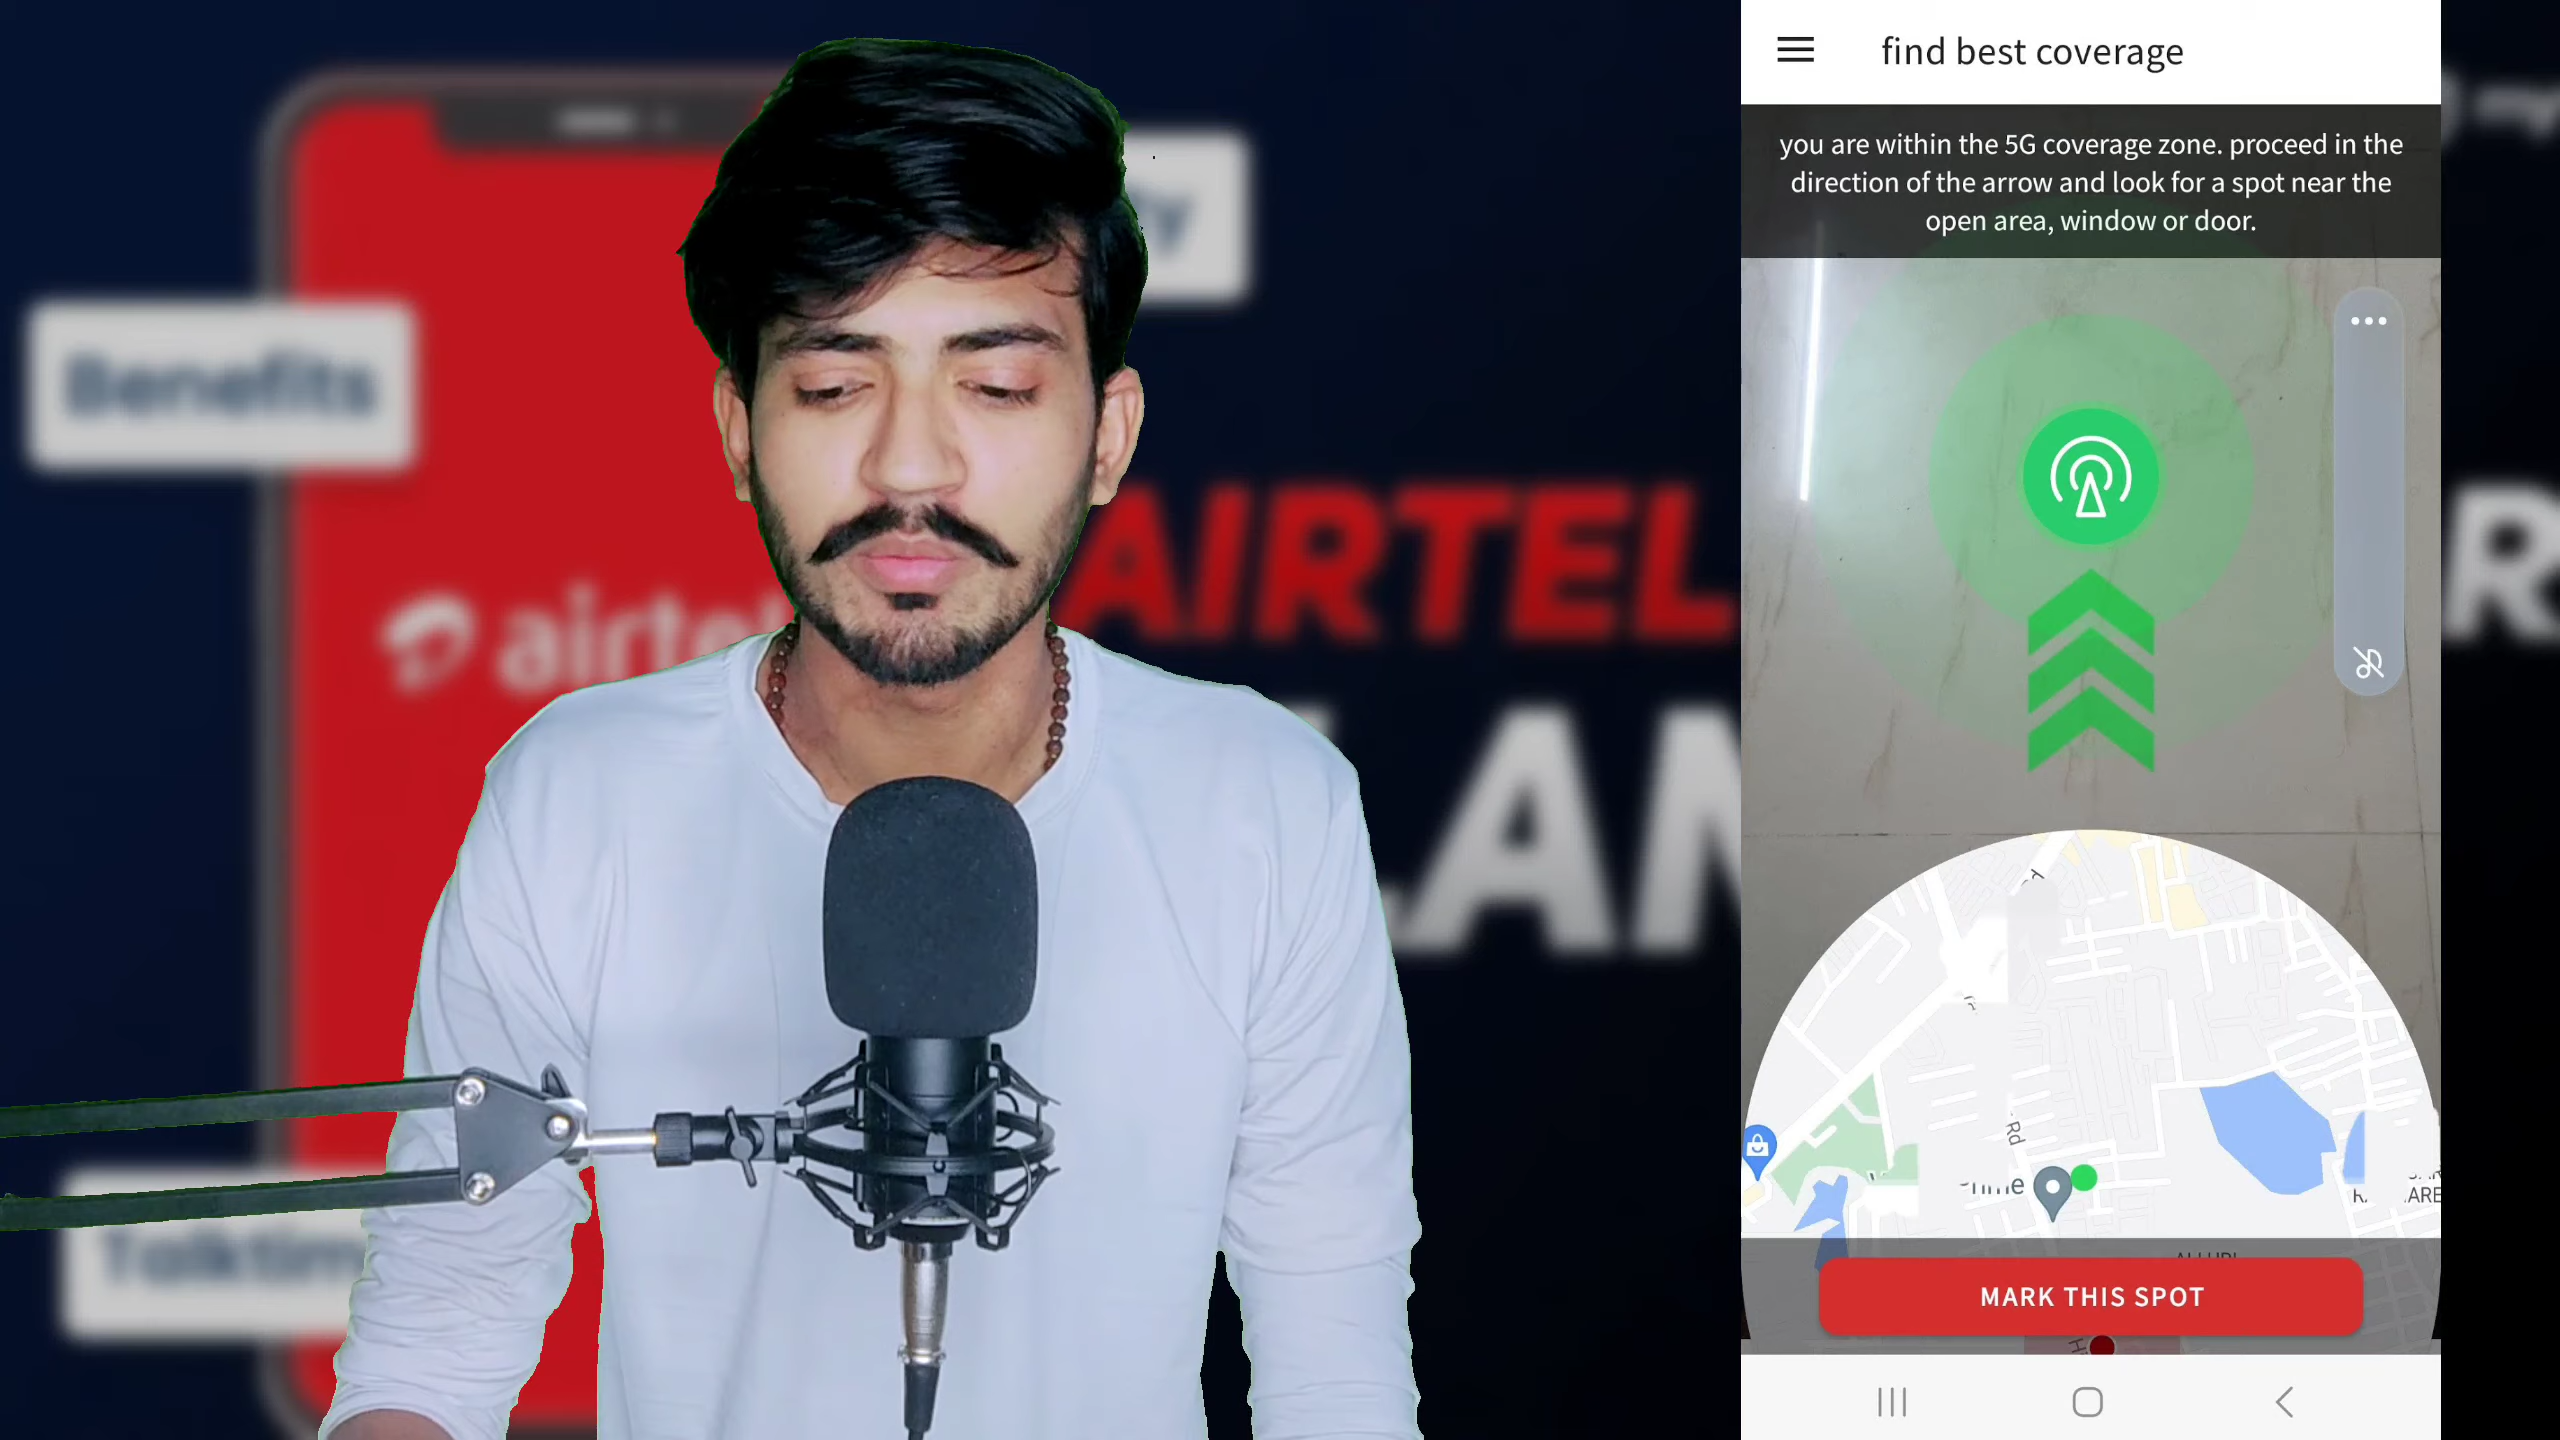 find best coverage
you are within the 5G coverage zone. proceed in the
direction of the arrow and look for a spot near the
open area, window or door.
Benefits
AIRTEL
airtel
Rd
MARK THIS SPOT